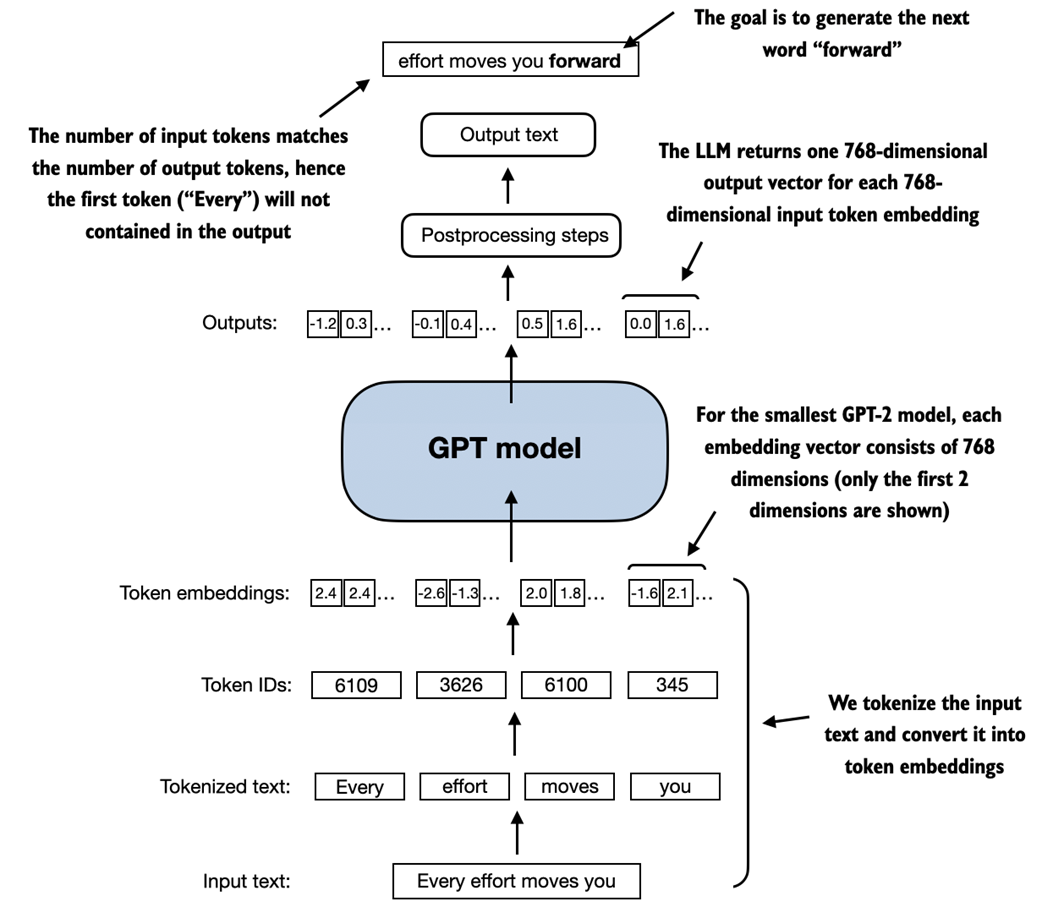 The goal is to generate the next
word “forward”
effort moves you forward
The number of input tokens matches
the number of output tokens, hence
the first token (“Every”) will not
contained in the output
Output text
The LLM returns one 768-dimensional
output vector for each 768-
dimensional input token embedding
Postprocessing steps
Outputs: -1.2 0.3 ... -0.1 0.4 ... 0.5 1.6 ... 0.0 1.6 ...
GPT model
For the smallest GPT-2 model, each
embedding vector consists of 768
dimensions (only the first 2
dimensions are shown)
Token embeddings: 2.4 2.4 ... -2.6 -1.3 ... 2.0 1.8 ... -1.6 2.1 ...
Token IDs: 6109 3626 6100 345
We tokenize the input
text and convert it into
token embeddings
Tokenized text: Every effort moves you
Input text: Every effort moves you